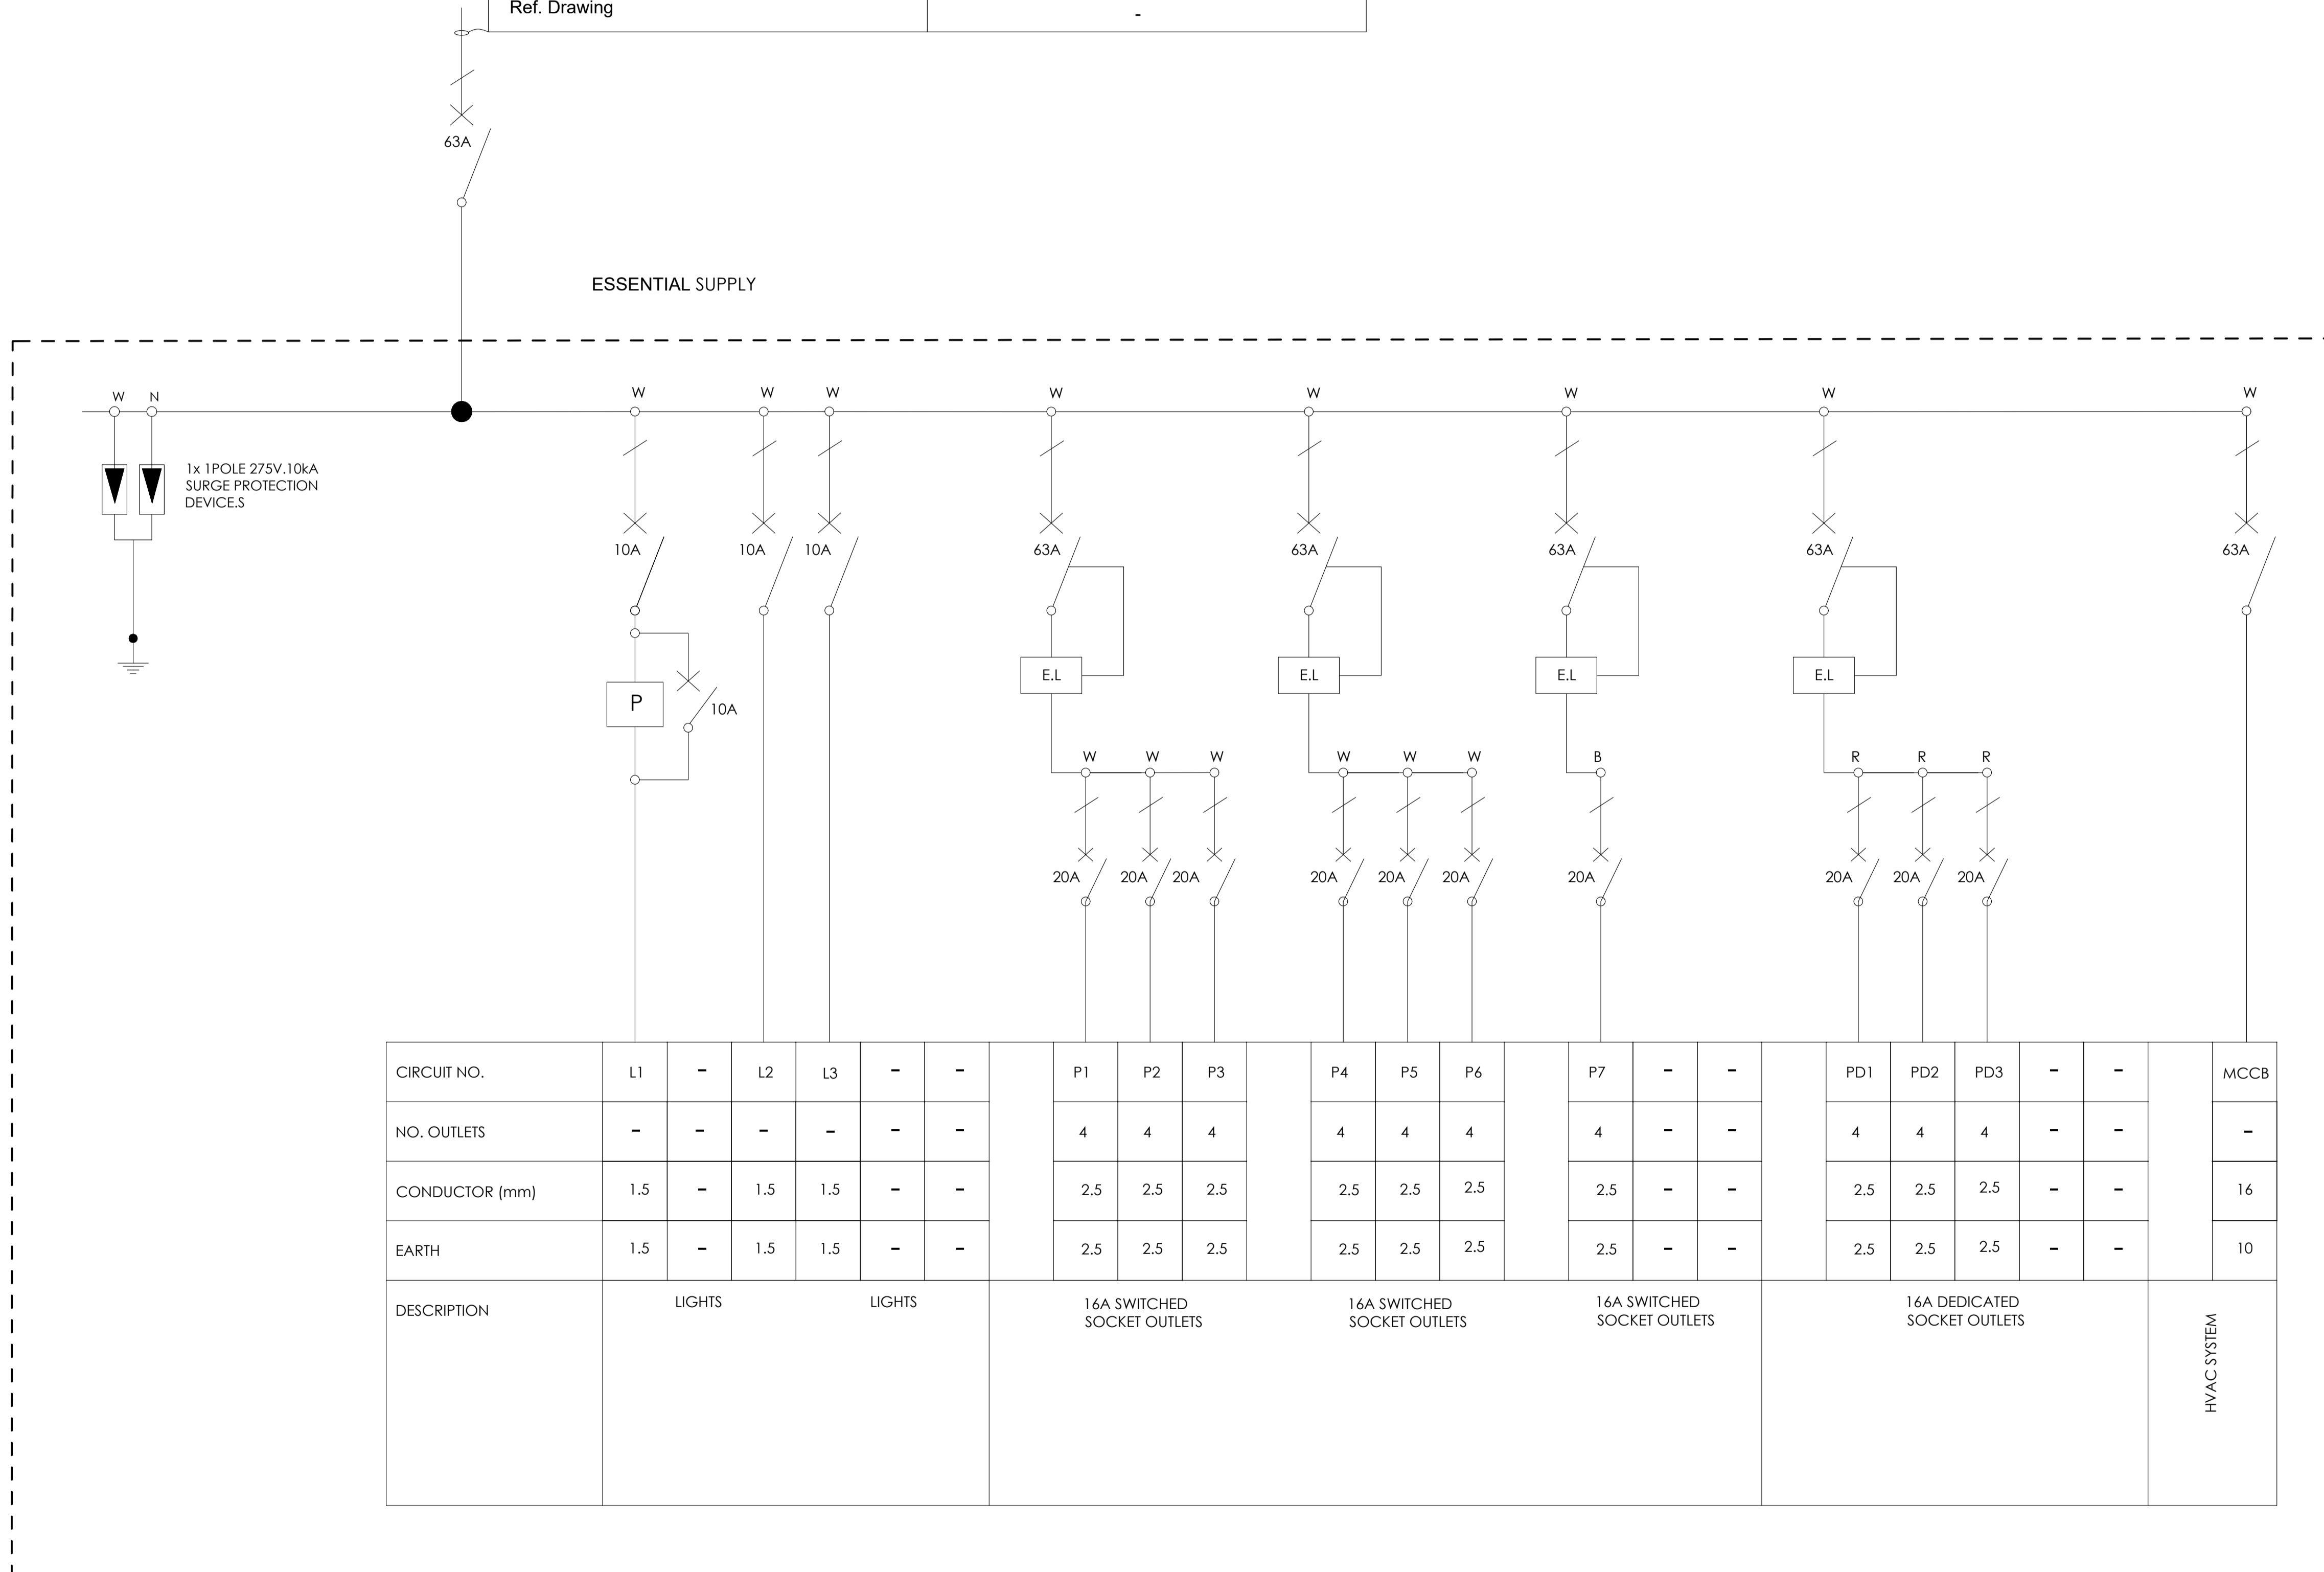 Ref. Drawing -
63A
ESSENTIAL SUPPLY
W N W W W W W W W W
1x 1POLE 275V.10kA
SURGE PROTECTION
DEVICE.S
10A 10A 10A 63A 63A 63A 63A 63A
E.L E.L E.L E.L
P 10A
W W W W W W B R R R
20A 20A 20A 20A 20A 20A 20A 20A 20A 20A
CIRCUIT NO. L1 - L2 L3 - - P1 P2 P3 P4 P5 P6 P7 - - PD1 PD2 PD3 - - MCCB
NO. OUTLETS - - - - - - 4 4 4 4 4 4 4 - - 4 4 4 - - -
CONDUCTOR (mm) 1.5 - 1.5 1.5 - - 2.5 2.5 2.5 2.5 2.5 2.5 2.5 - - 2.5 2.5 2.5 - - 16
EARTH 1.5 - 1.5 1.5 - - 2.5 2.5 2.5 2.5 2.5 2.5 2.5 - - 2.5 2.5 2.5 - - 10
DESCRIPTION
LIGHTS
LIGHTS
16A SWITCHED
SOCKET OUTLETS
16A SWITCHED
SOCKET OUTLETS
16A SWITCHED
SOCKET OUTLETS
16A DEDICATED
SOCKET OUTLETS
HVAC SYSTEM